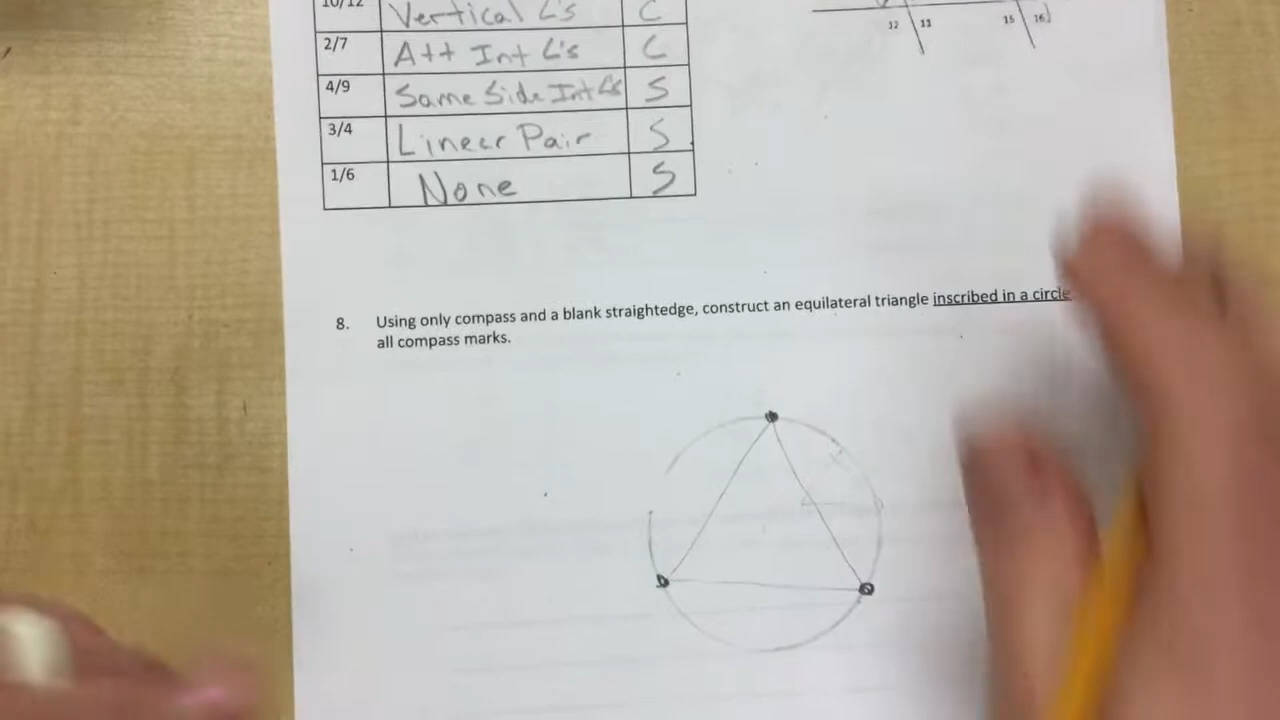 10/12 Vertical L's C
12 13 15 16
2/7 Att Int L's C
4/9 Same Side Int L's S
3/4 Linear Pair S
1/6 None S
8. Using only compass and a blank straightedge, construct an equilateral triangle inscribed in a circle
all compass marks.